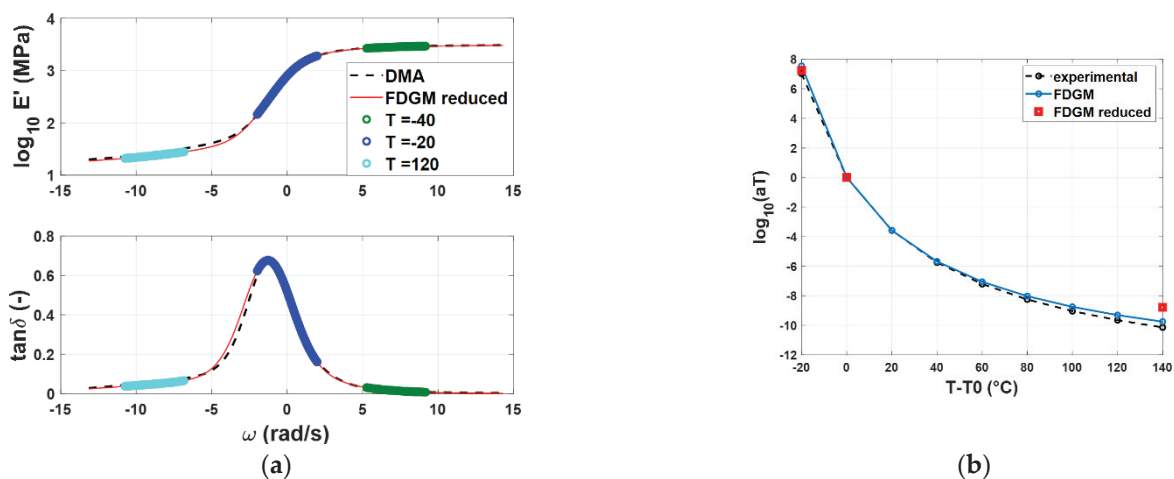 4
3
2
1
log10 E' (MPa)
-15 -10 -5 0 5 10 15
DMA
FDGM reduced
T =-40
T =-20
T =120
0.8
0.6
0.4
0.2
0
tanδ (-)
-15 -10 -5 0 5 10 15
ω (rad/s)
(a)
10
8
6
4
2
0
-2
-4
-6
-8
-10
-12
log10(aT)
experimental
FDGM
FDGM reduced
-20 0 20 40 60 80 100 120 140
T-T0 (°C)
(b)